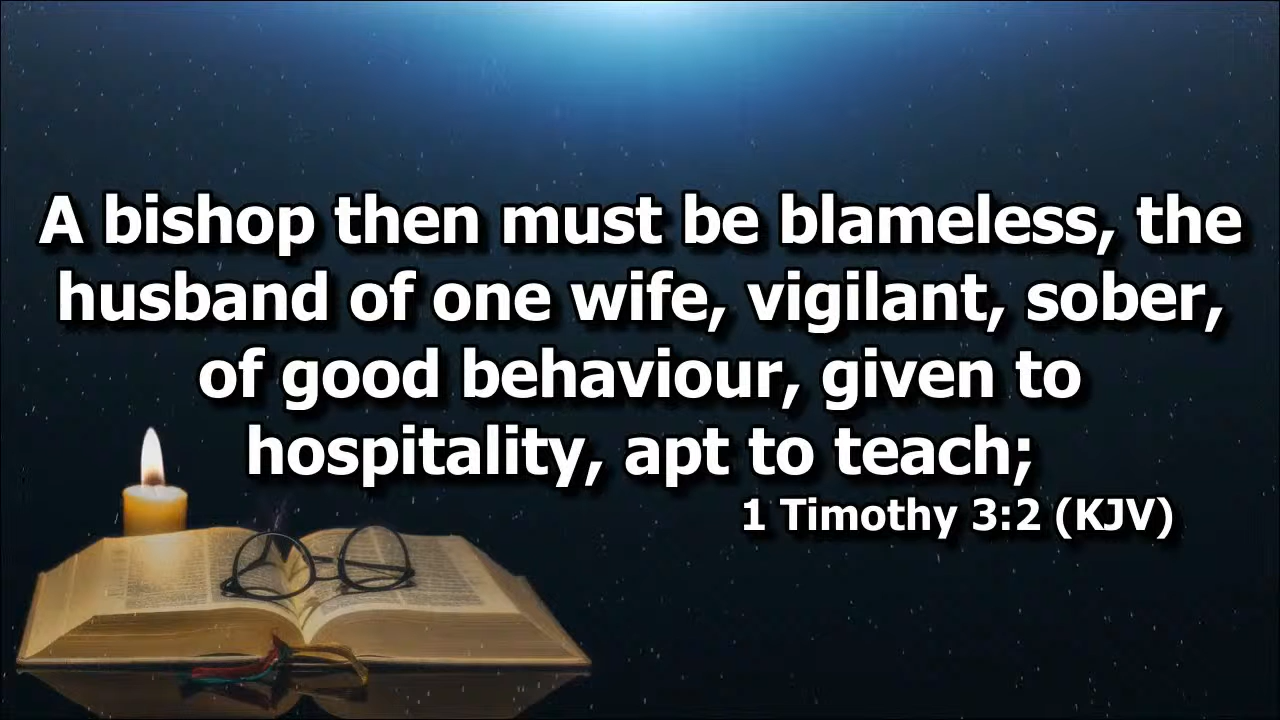 A bishop then must be blameless, the
husband of one wife, vigilant, sober,
of good behaviour, given to
hospitality, apt to teach;
1 Timothy 3:2 (KJV)